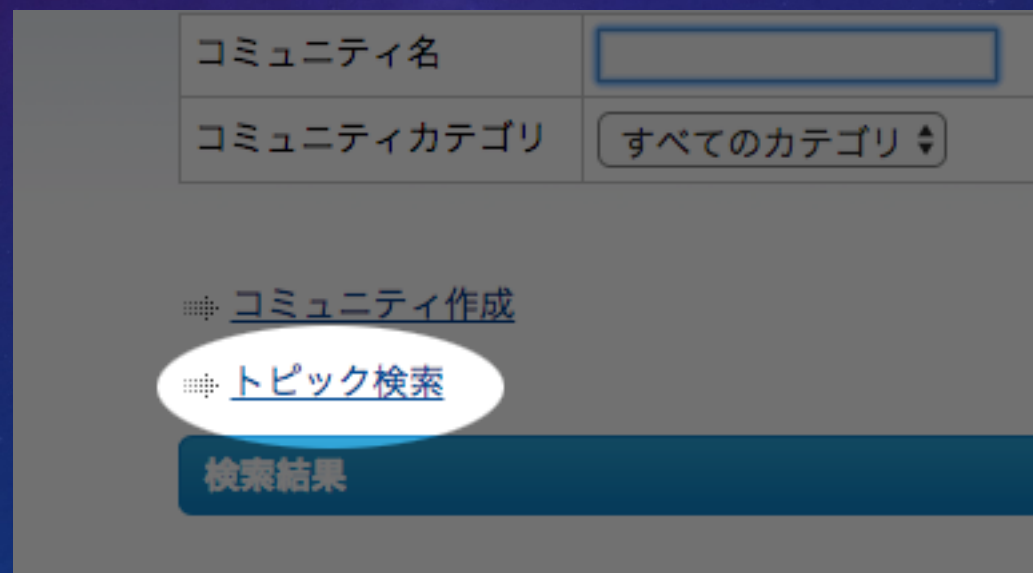 コミュニティ名
コミュニティカテゴリ すべてのカテゴリ
コミュニティ作成
トピック検索
検索結果